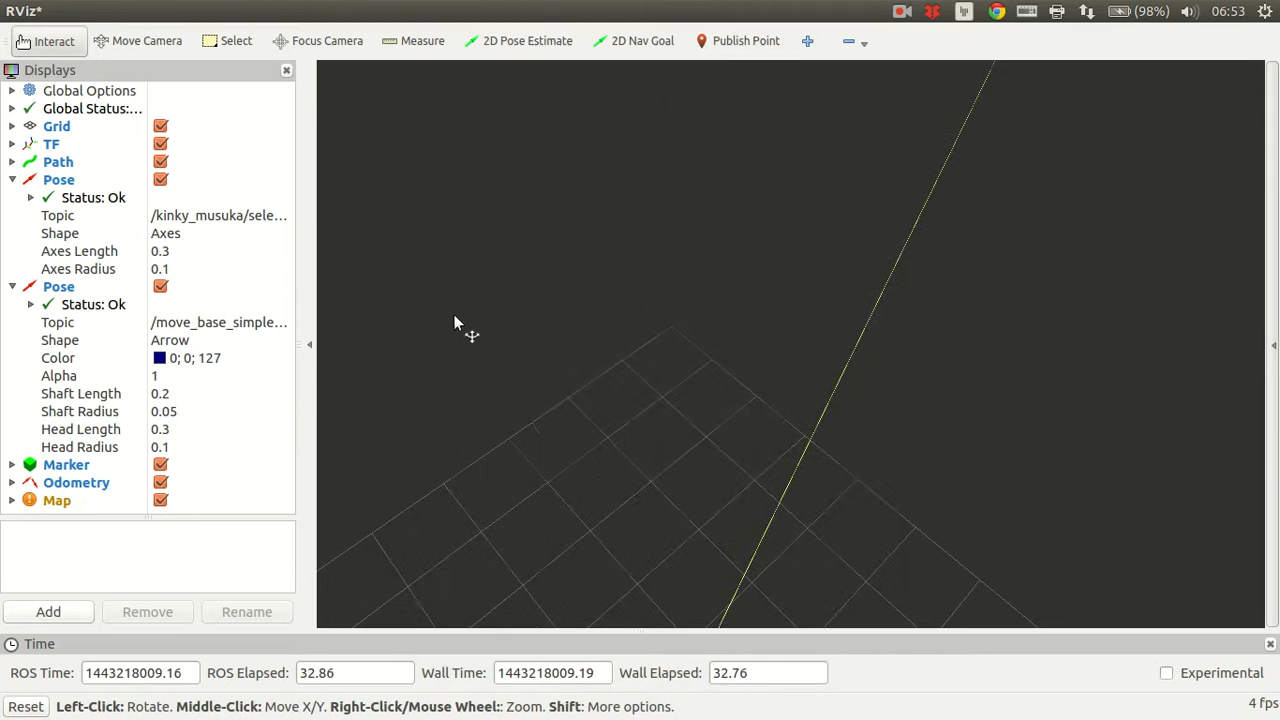 RViz*
(98%) 06:53
Interact Move Camera Select Focus Camera Measure 2D Pose Estimate 2D Nav Goal Publish Point
Displays
Global Options
Global Status:...
Grid
TF
Path
Pose
Status: Ok
Topic /kinky_musuka/sele...
Shape Axes
Axes Length 0.3
Axes Radius 0.1
Pose
Status: Ok
Topic /move_base_simple...
Shape Arrow
Color 0; 0; 127
Alpha 1
Shaft Length 0.2
Shaft Radius 0.05
Head Length 0.3
Head Radius 0.1
Marker
Odometry
Map
Add Remove Rename
Time
ROS Time: 1443218009.16 ROS Elapsed: 32.86 Wall Time: 1443218009.19 Wall Elapsed: 32.76 Experimental
Reset Left-Click: Rotate. Middle-Click: Move X/Y. Right-Click/Mouse Wheel:: Zoom. Shift: More options. 4 fps